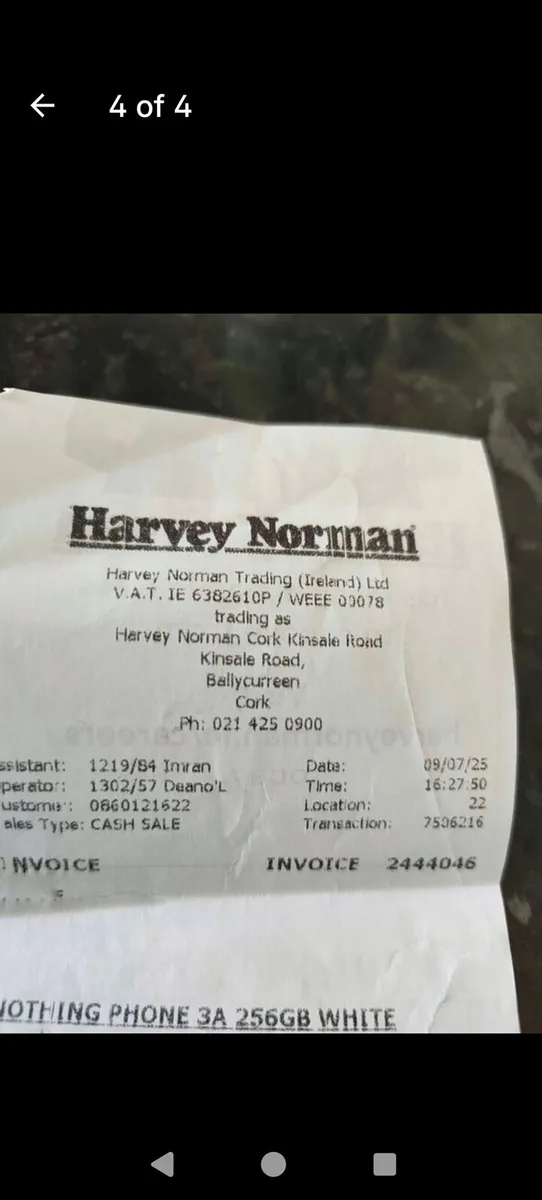 4 of 4
Harvey Norman
Harvey Norman Trading (Ireland) Ltd
V.A.T. IE 6382610P / WEEE 00078
trading as
Harvey Norman Cork Kinsale Road
Kinsale Road,
Ballycurreen
Cork
Ph: 021 425 0900
ssistant: 1219/84 Imran Date: 09/07/25
perator: 1302/57 Deano'L Time: 16:27:50
ustomer: 0860121622 Location: 22
ales Type: CASH SALE Transaction: 7506216
NVOICE INVOICE 2444046
NOTHING PHONE 3A 256GB WHITE